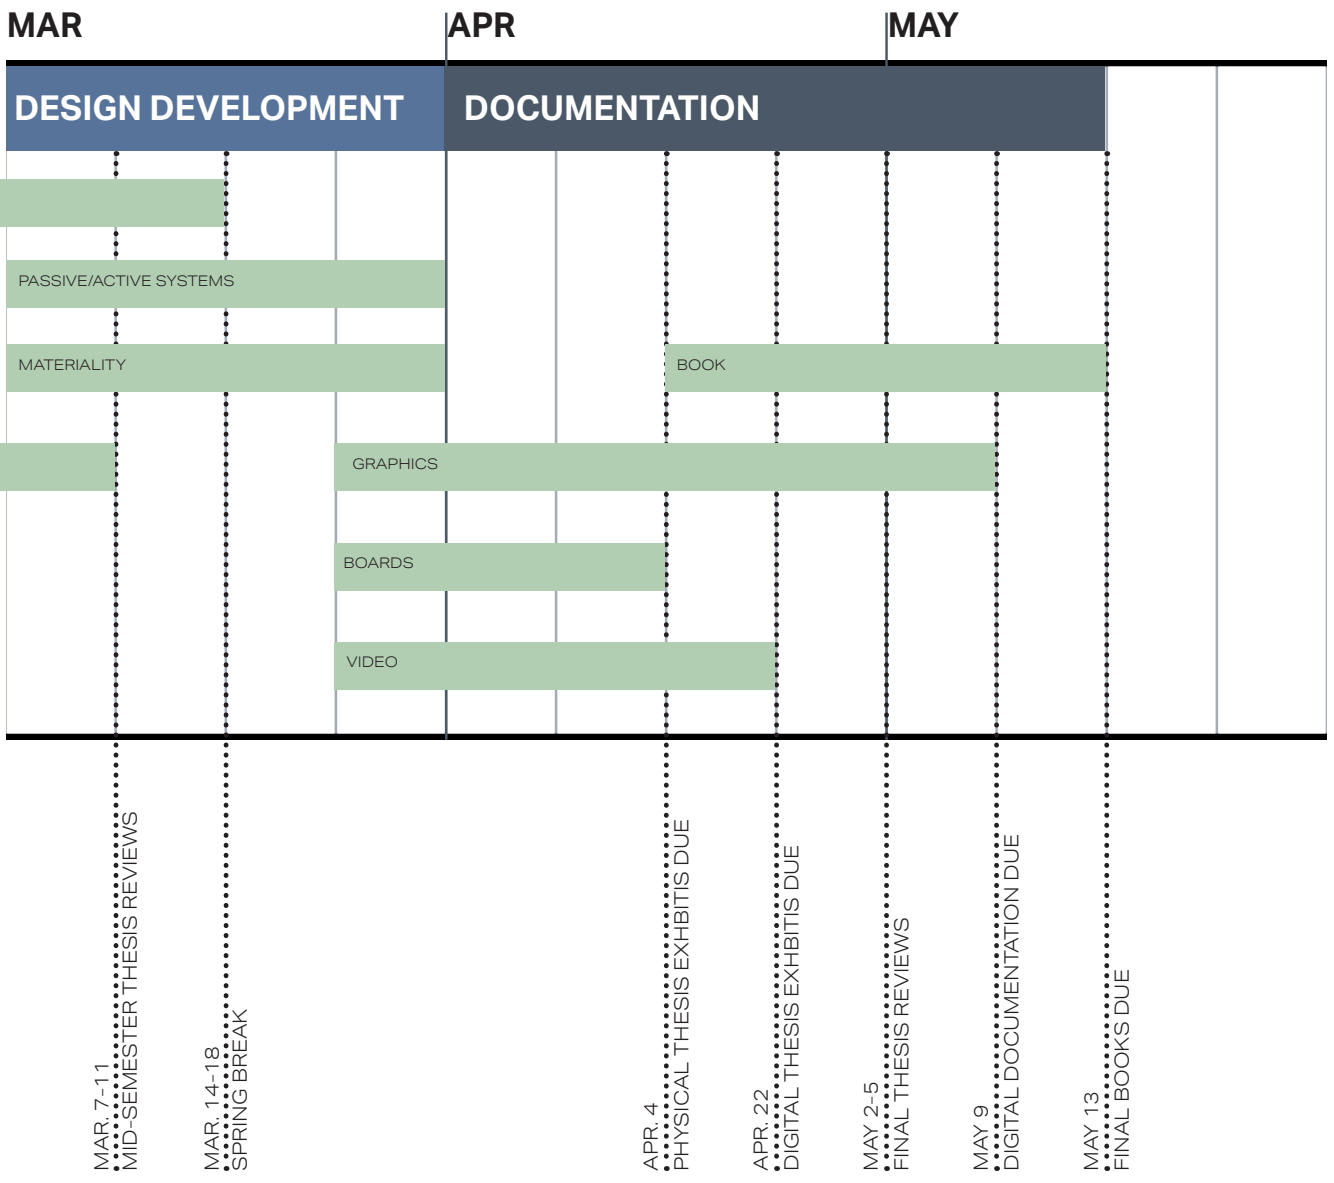 MAR
APR
MAY
DESIGN DEVELOPMENT
DOCUMENTATION
PASSIVE/ACTIVE SYSTEMS
MATERIALITY
BOOK
GRAPHICS
BOARDS
VIDEO
MAR. 7-11
MID-SEMESTER THESIS REVIEWS
MAR. 14-18
SPRING BREAK
APR. 4
PHYSICAL THESIS EXHBITIS DUE
APR. 22
DIGITAL THESIS EXHBITIS DUE
MAY 2-5
FINAL THESIS REVIEWS
MAY 9
DIGITAL DOCUMENTATION DUE
MAY 13
FINAL BOOKS DUE